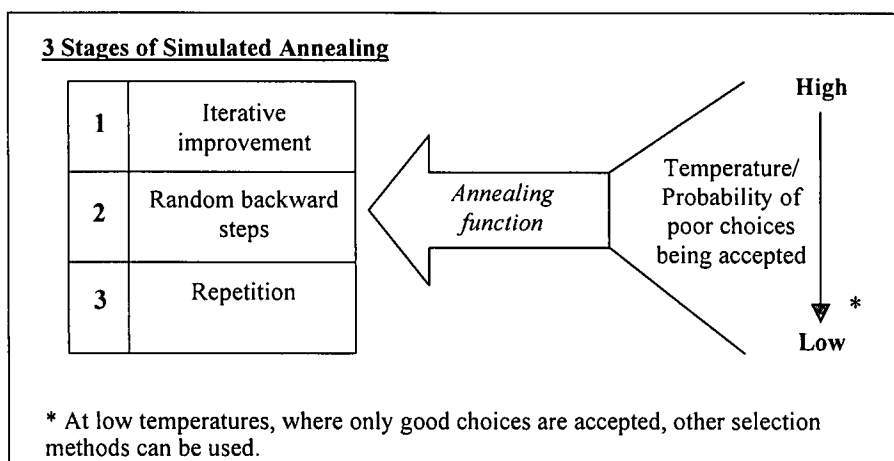 3 Stages of Simulated Annealing
1
Iterative
improvement
2
Random backward
steps
3
Repetition
Annealing
function
High
Temperature/
Probability of
poor choices
being accepted
*
Low
* At low temperatures, where only good choices are accepted, other selection
methods can be used.